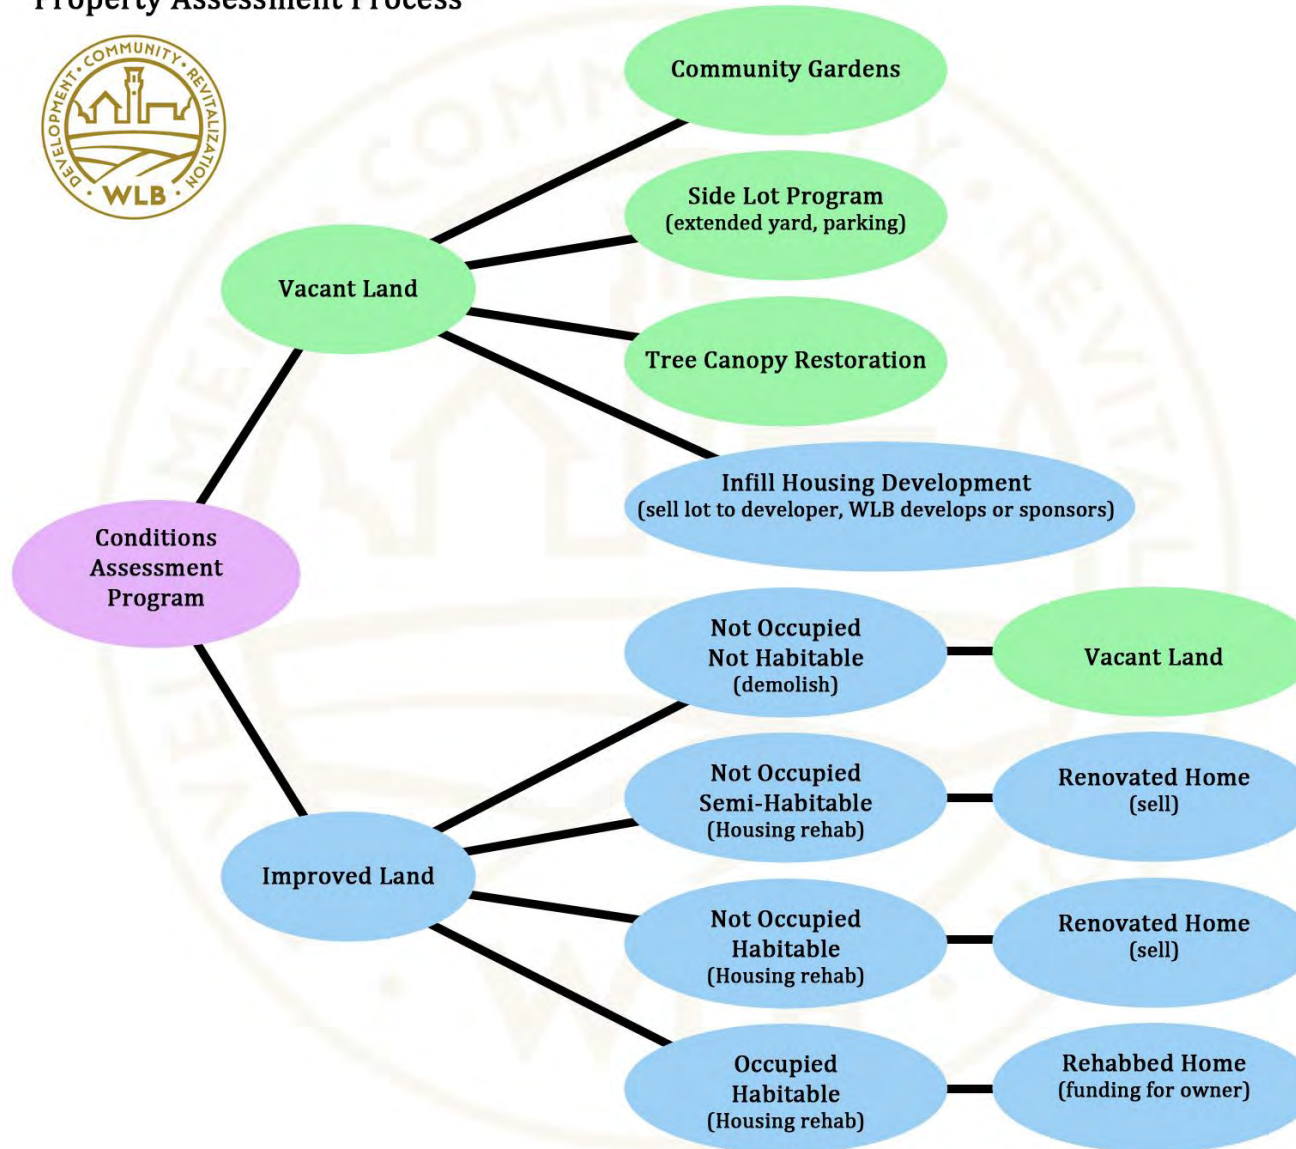 Property Assessment Process
DEVELOPMENT · COMMUNITY · REVITALIZATION
· WLB ·
Community Gardens
Side Lot Program
(extended yard, parking)
Vacant Land
Tree Canopy Restoration
Infill Housing Development
(sell lot to developer, WLB develops or sponsors)
Conditions
Assessment
Program
Not Occupied
Not Habitable
(demolish)
Vacant Land
Not Occupied
Semi-Habitable
(Housing rehab)
Renovated Home
(sell)
Improved Land
Not Occupied
Habitable
(Housing rehab)
Renovated Home
(sell)
Occupied
Habitable
(Housing rehab)
Rehabbed Home
(funding for owner)